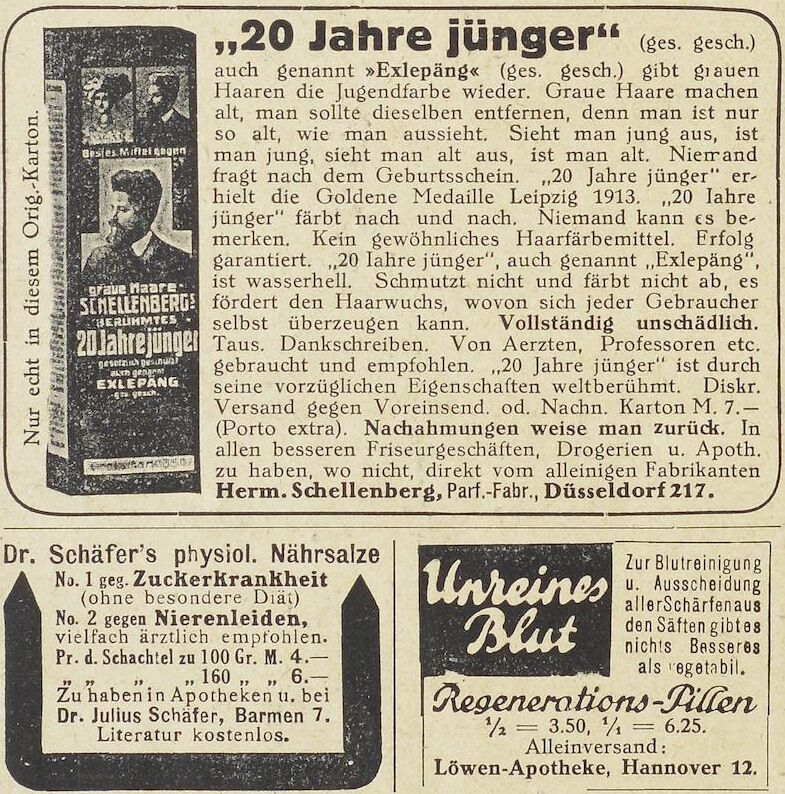 „20 Jahre jünger“ (ges. gesch.)
auch genannt »Exlepäng« (ges. gesch.) gibt grauen
Haaren die Jugendfarbe wieder. Graue Haare machen
alt, man sollte dieselben entfernen, denn man ist nur
so alt, wie man aussieht. Sieht man jung aus, ist
man jung, sieht man alt aus, ist man alt. Niemand
fragt nach dem Geburtsschein. „20 Jahre jünger“ er-
hielt die Goldene Medaille Leipzig 1913. „20 Jahre
jünger“ färbt nach und nach. Niemand kann es be-
merken. Kein gewöhnliches Haarfärbemittel. Erfolg
garantiert. „20 Jahre jünger“, auch genannt „Exlepäng“,
ist wasserhell. Schmutzt nicht und färbt nicht ab, es
fördert den Haarwuchs, wovon sich jeder Gebraucher
selbst überzeugen kann. Vollständig unschädlich.
Taus. Dankschreiben. Von Aerzten, Professoren etc.
gebraucht und empfohlen. „20 Jahre jünger“ ist durch
seine vorzüglichen Eigenschaften weltberühmt. Diskr.
Versand gegen Voreinsend. od. Nachn. Karton M. 7.—
(Porto extra). Nachahmungen weise man zurück. In
allen besseren Friseurgeschäften, Drogerien u. Apoth.
zu haben, wo nicht, direkt vom alleinigen Fabrikanten
Herm. Schellenberg, Parf.-Fabr., Düsseldorf 217.
Nur echt in diesem Orig.-Karton.
Bestes Mittel gegen
graue Haare
SCHELLENBERGS
BERÜHMTES
20 Jahre jünger
gesetzlich geschützt
auch genannt
EXLEPÄNG
ges. gesch.
Dr. Schäfer's physiol. Nährsalze
No. 1 geg. Zuckerkrankheit
(ohne besondere Diät)
No. 2 gegen Nierenleiden,
vielfach ärztlich empfohlen.
Pr. d. Schachtel zu 100 Gr. M. 4.—
„ „ „ „ 160 „ „ 6.—
Zu haben in Apotheken u. bei
Dr. Julius Schäfer, Barmen 7.
Literatur kostenlos.
Unreines
Blut
Zur Blutreinigung
u. Ausscheidung
aller Schärfen aus
den Säften gibt es
nichts Besseres
als vegetabil.
Regenerations-Pillen
½ = 3.50, ¹/₁ = 6.25.
Alleinversand:
Löwen-Apotheke, Hannover 12.